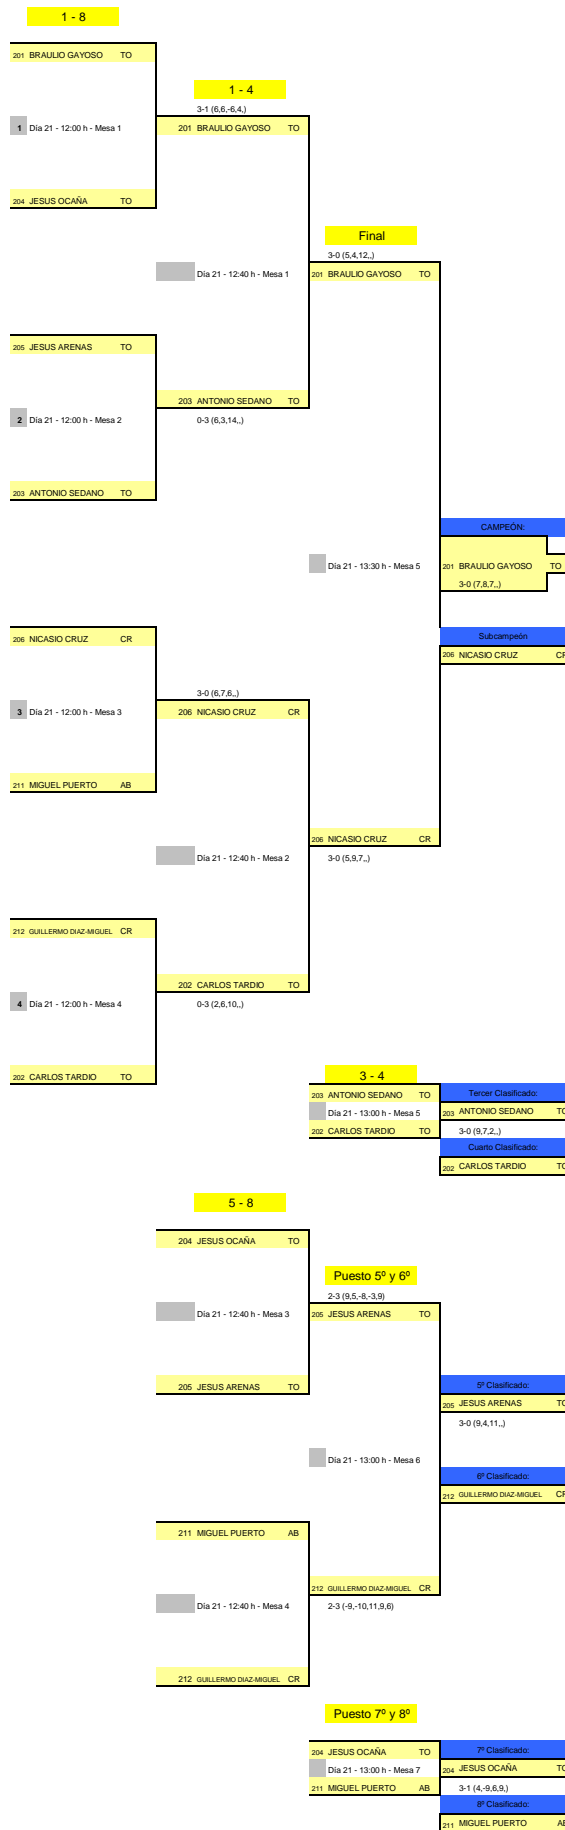 1 - 8
201 BRAULIO GAYOSO TO
1 - 4
3-1 (6,6,-6,4,)
1 Día 21 - 12:00 h - Mesa 1
201 BRAULIO GAYOSO TO
204 JESUS OCAÑA TO
Final
3-0 (5,4,12,,)
Día 21 - 12:40 h - Mesa 1
201 BRAULIO GAYOSO TO
205 JESUS ARENAS TO
203 ANTONIO SEDANO TO
2 Día 21 - 12:00 h - Mesa 2
0-3 (6,3,14,,)
203 ANTONIO SEDANO TO
CAMPEÓN:
Día 21 - 13:30 h - Mesa 5
201 BRAULIO GAYOSO TO
3-0 (7,8,7,,)
206 NICASIO CRUZ CR
Subcampeón
206 NICASIO CRUZ CR
3-0 (6,7,6,,)
3 Día 21 - 12:00 h - Mesa 3
206 NICASIO CRUZ CR
211 MIGUEL PUERTO AB
206 NICASIO CRUZ CR
Día 21 - 12:40 h - Mesa 2
3-0 (5,9,7,,)
212 GUILLERMO DIAZ-MIGUEL CR
202 CARLOS TARDIO TO
4 Día 21 - 12:00 h - Mesa 4
0-3 (2,6,10,,)
202 CARLOS TARDIO TO
3 - 4
203 ANTONIO SEDANO TO
Tercer Clasificado:
Día 21 - 13:00 h - Mesa 5
203 ANTONIO SEDANO TO
202 CARLOS TARDIO TO
3-0 (9,7,2,,)
Cuarto Clasificado:
202 CARLOS TARDIO TO
5 - 8
204 JESUS OCAÑA TO
Puesto 5º y 6º
2-3 (9,5,-8,-3,9)
Día 21 - 12:40 h - Mesa 3
205 JESUS ARENAS TO
205 JESUS ARENAS TO
5º Clasificado:
205 JESUS ARENAS TO
3-0 (9,4,11,,)
Día 21 - 13:00 h - Mesa 6
6º Clasificado:
212 GUILLERMO DIAZ-MIGUEL CR
211 MIGUEL PUERTO AB
212 GUILLERMO DIAZ-MIGUEL CR
Día 21 - 12:40 h - Mesa 4
2-3 (-9,-10,11,9,6)
212 GUILLERMO DIAZ-MIGUEL CR
Puesto 7º y 8º
204 JESUS OCAÑA TO
7º Clasificado:
Día 21 - 13:00 h - Mesa 7
204 JESUS OCAÑA TO
211 MIGUEL PUERTO AB
3-1 (4,-9,6,9,)
8º Clasificado:
211 MIGUEL PUERTO AB